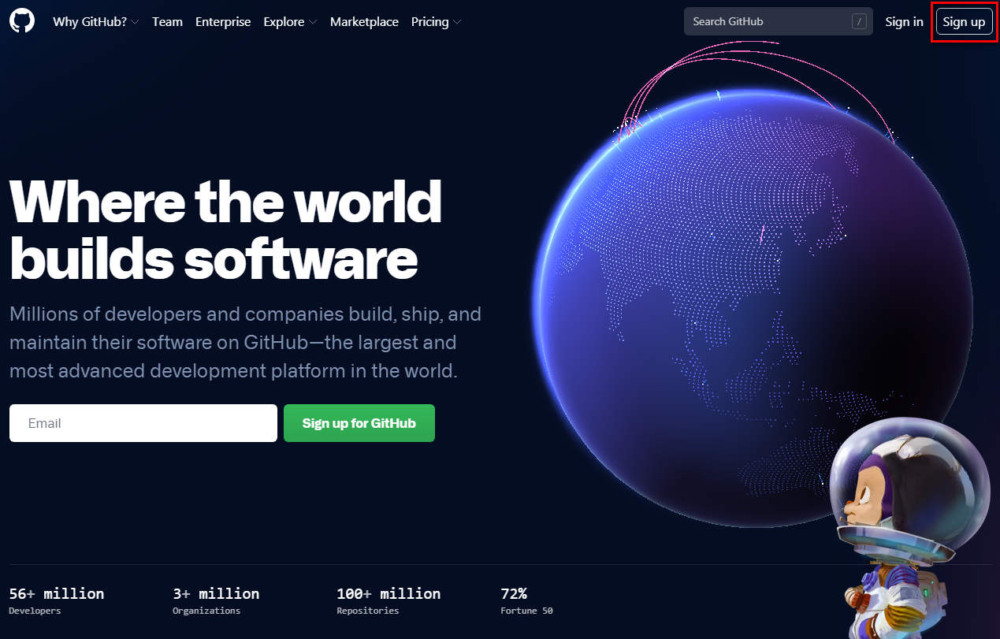 Why GitHub? Team Enterprise Explore Marketplace Pricing Search GitHub / Sign in Sign up
Where the world
builds software
Millions of developers and companies build, ship, and
maintain their software on GitHub—the largest and
most advanced development platform in the world.
Email Sign up for GitHub
56+ million 3+ million 100+ million 72%
Developers Organizations Repositories Fortune 50